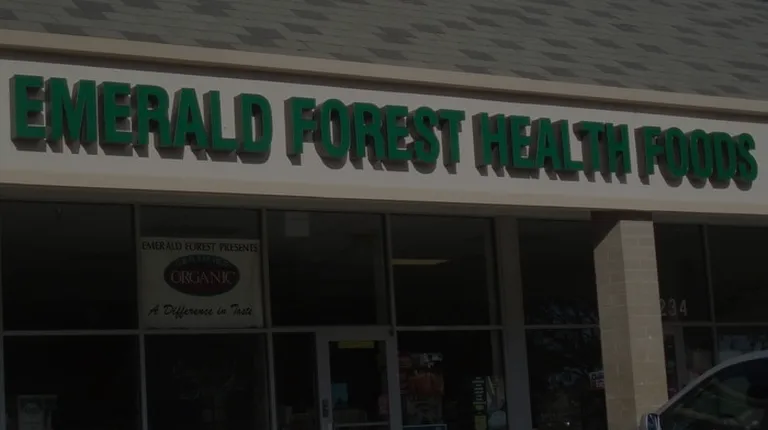 EMERALD FOREST HEALTH FOODS
EMERALD FOREST PRESENTS
ORGANIC
A Difference in Taste
234